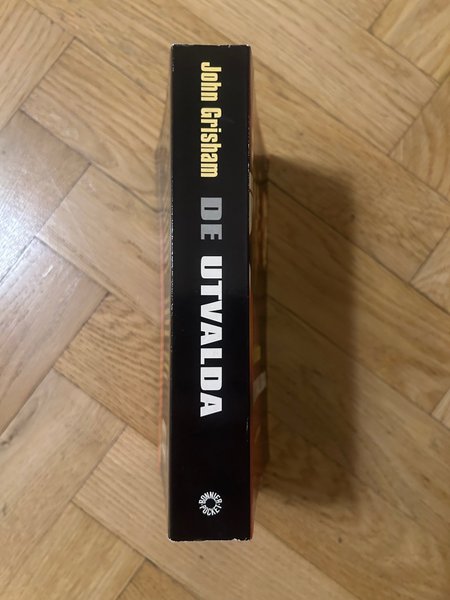 John Grisham
DE UTVALDA
BONNIER
POCKET